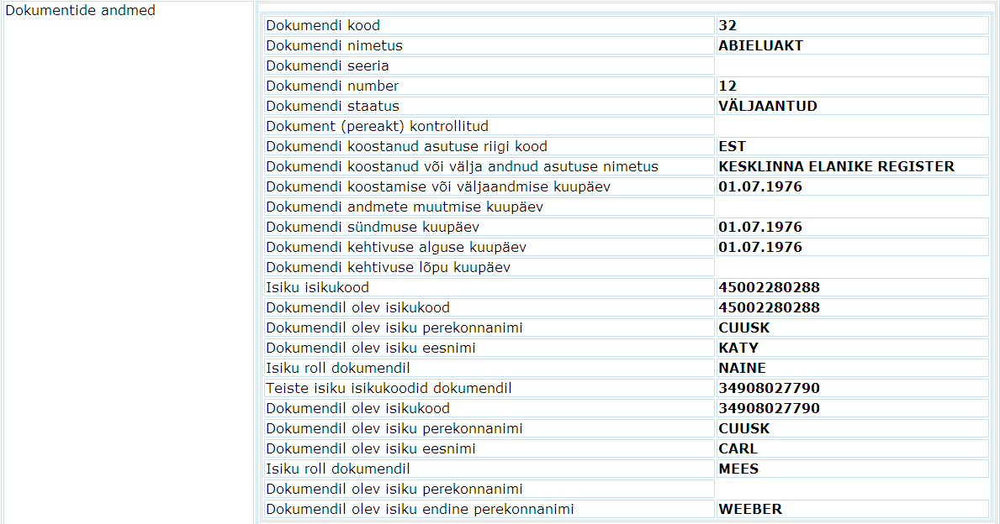 Dokumentide andmed
Dokumendi kood 32
Dokumendi nimetus ABIELUAKT
Dokumendi seeria
Dokumendi number 12
Dokumendi staatus VÄLJAANTUD
Dokument (pereakt) kontrollitud
Dokumendi koostanud asutuse riigi kood EST
Dokumendi koostanud või välja andnud asutuse nimetus KESKLINNA ELANIKE REGISTER
Dokumendi koostamise või väljaandmise kuupäev 01.07.1976
Dokumendi andmete muutmise kuupäev
Dokumendi sündmuse kuupäev 01.07.1976
Dokumendi kehtivuse alguse kuupäev 01.07.1976
Dokumendi kehtivuse lõpu kuupäev
Isiku isikukood 45002280288
Dokumendil olev isikukood 45002280288
Dokumendil olev isiku perekonnanimi CUUSK
Dokumendil olev isiku eesnimi KATY
Isiku roll dokumendil NAINE
Teiste isiku isikukoodid dokumendil 34908027790
Dokumendil olev isikukood 34908027790
Dokumendil olev isiku perekonnanimi CUUSK
Dokumendil olev isiku eesnimi CARL
Isiku roll dokumendil MEES
Dokumendil olev isiku perekonnanimi
Dokumendil olev isiku endine perekonnanimi WEEBER